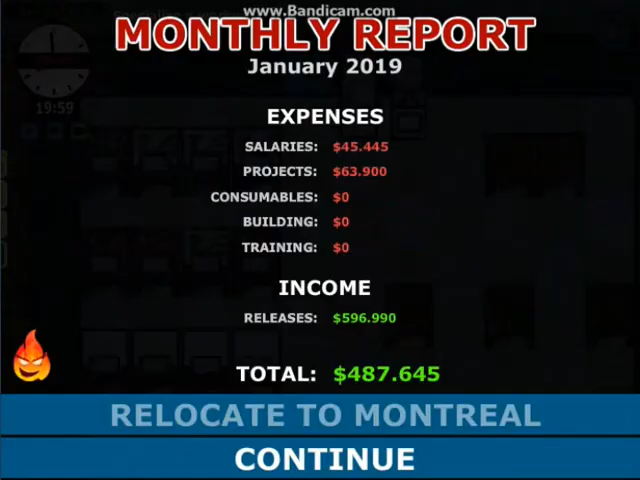 www.Bandicam.com
MONTHLY REPORT
January 2019
19:59
EXPENSES
SALARIES: $45.445
PROJECTS: $63.900
CONSUMABLES: $0
BUILDING: $0
TRAINING: $0
INCOME
RELEASES: $596.990
TOTAL: $487.645
RELOCATE TO MONTREAL
CONTINUE